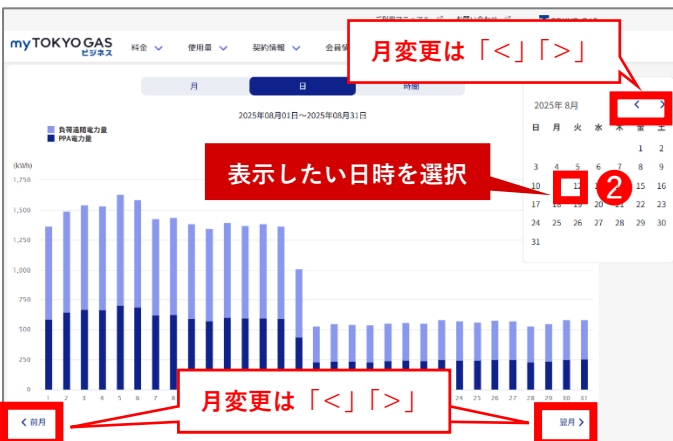 my TOKYO GAS
ビジネス
料金
使用量
契約情報
月変更は「<」「>」
月
日
時間
2025年08月01日～2025年08月31日
2025年 8月
< >
日 月 火 水 木 金 土
1 2
3 4 5 6 7 8 9
10 12 15 16
17 18 19 20 21 22 23
24 25 26 27 28 29 30
31
負荷追随電力量
PPA電力量
表示したい日時を選択
2
(kWh)
1,750
1,500
1,250
1,000
750
500
250
0
1 2 3 4 5 6 7 8 24 25 26 27 28 29 30 31
月変更は「<」「>」
< 前月
翌月 >